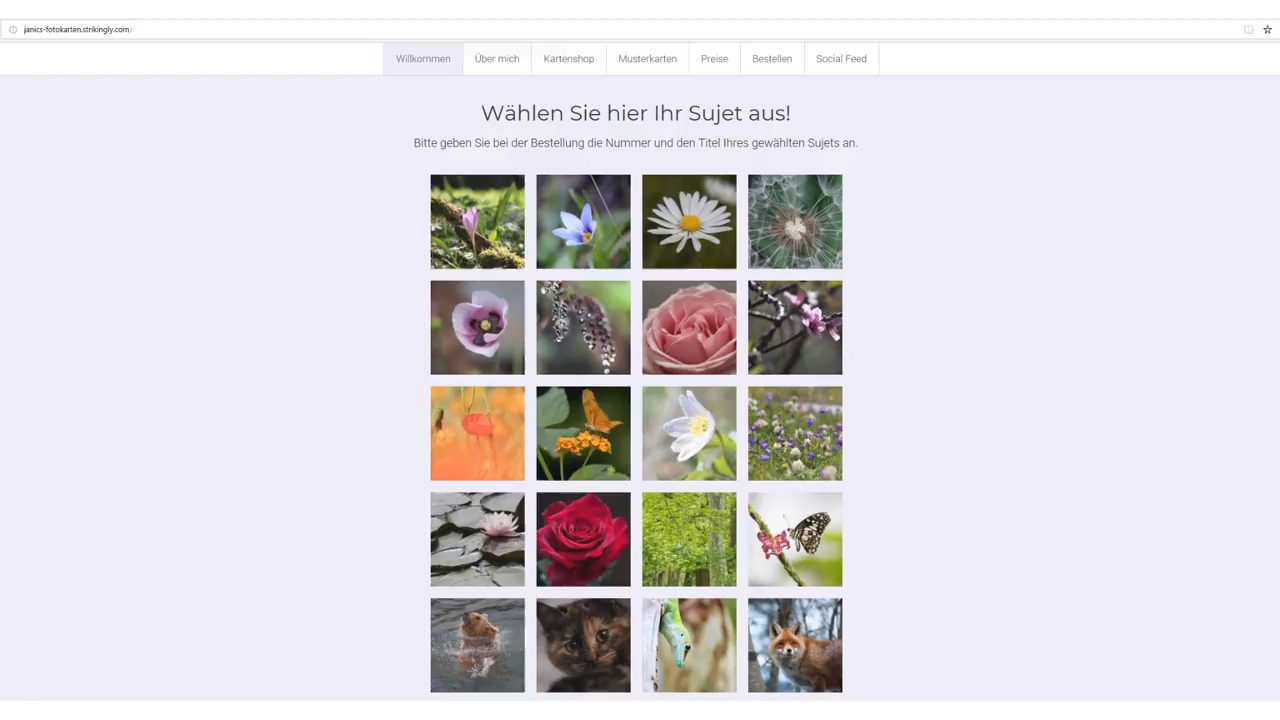 janics-fotokarten.strikingly.com/
Willkommen
Über mich
Kartenshop
Musterkarten
Preise
Bestellen
Social Feed
Wählen Sie hier Ihr Sujet aus!
Bitte geben Sie bei der Bestellung die Nummer und den Titel Ihres gewählten Sujets an.